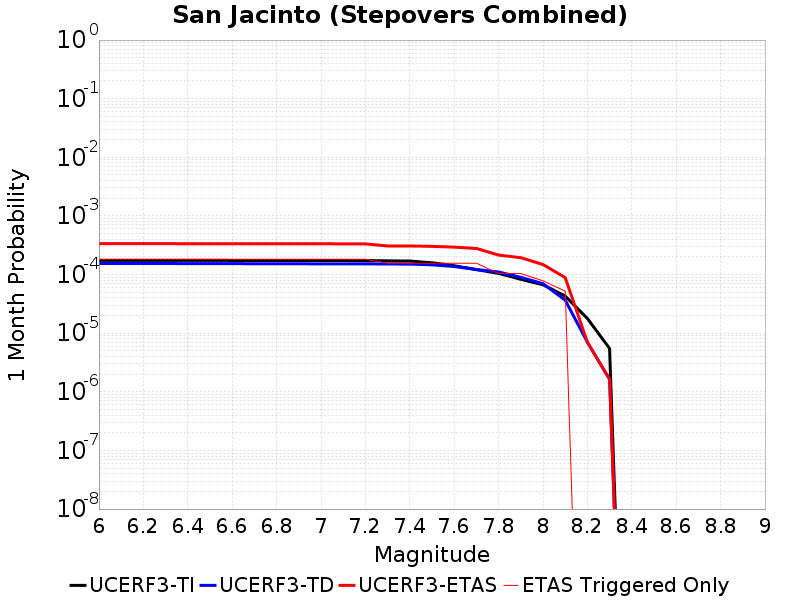 San Jacinto (Stepovers Combined)
1 Month Probability
10^0
10^-1
10^-2
10^-3
10^-4
10^-5
10^-6
10^-7
10^-8
6 6.2 6.4 6.6 6.8 7 7.2 7.4 7.6 7.8 8 8.2 8.4 8.6 8.8 9
Magnitude
UCERF3-TI UCERF3-TD UCERF3-ETAS ETAS Triggered Only